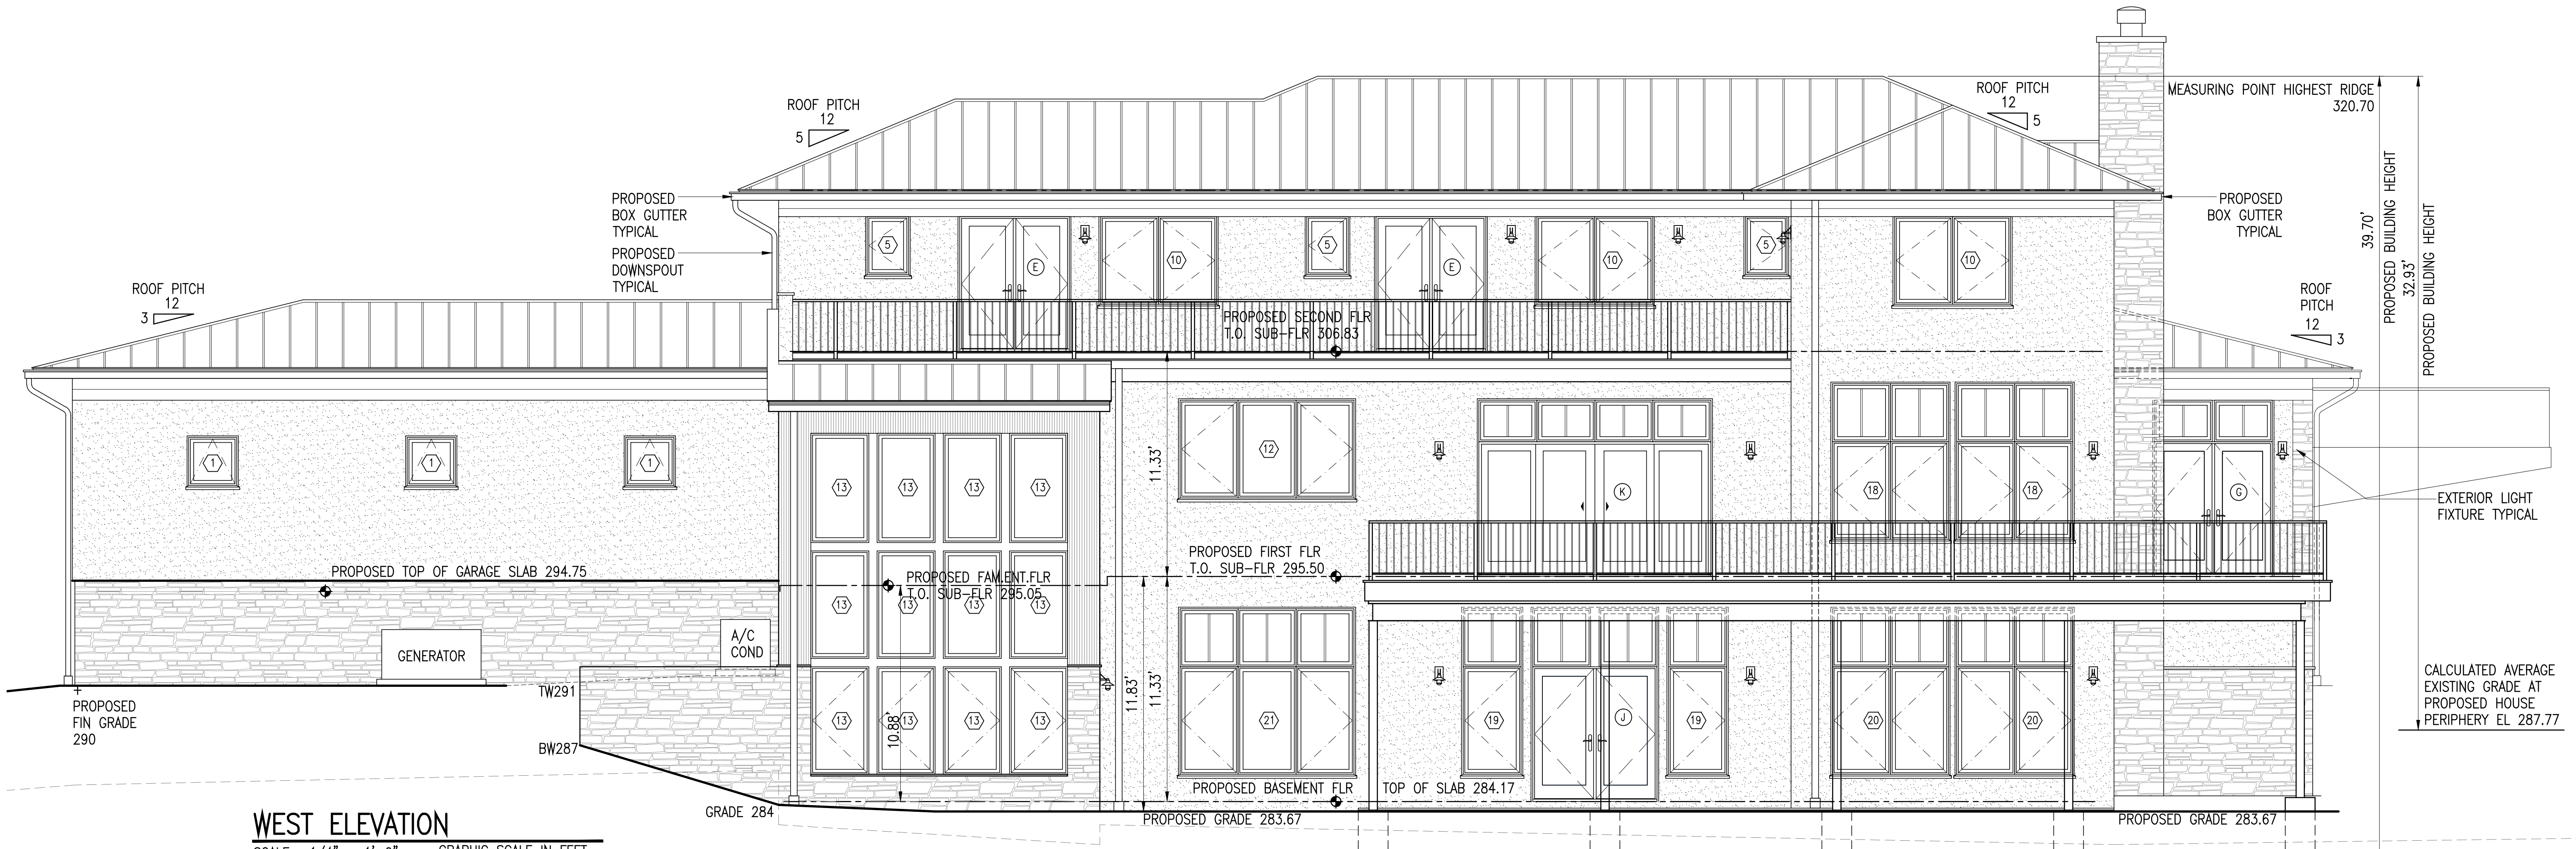 ROOF PITCH
12
5
ROOF PITCH
12
5
MEASURING POINT HIGHEST RIDGE
320.70
PROPOSED
BOX GUTTER
TYPICAL
PROPOSED
DOWNSPOUT
TYPICAL
PROPOSED
BOX GUTTER
TYPICAL
39.70'
PROPOSED BUILDING HEIGHT
32.93'
PROPOSED BUILDING HEIGHT
5
E
10
5
E
10
5
10
ROOF PITCH
12
3
ROOF
PITCH
12
3
PROPOSED SECOND FLR
T.O. SUB-FLR 306.83
1
1
1
13
13
13
13
11.33'
12
K
18
18
G
EXTERIOR LIGHT
FIXTURE TYPICAL
PROPOSED TOP OF GARAGE SLAB 294.75
PROPOSED FAM.ENT.FLR
T.O. SUB-FLR 295.05
PROPOSED FIRST FLR
T.O. SUB-FLR 295.50
13
13
13
13
GENERATOR
A/C
COND
TW291
BW287
PROPOSED
FIN GRADE
290
13
13
13
13
10.88'
11.83'
11.33'
21
19
J
19
20
20
CALCULATED AVERAGE
EXISTING GRADE AT
PROPOSED HOUSE
PERIPHERY EL 287.77
PROPOSED BASEMENT FLR
TOP OF SLAB 284.17
GRADE 284
PROPOSED GRADE 283.67
PROPOSED GRADE 283.67
WEST ELEVATION
GRAPHIC SCALE IN FEET